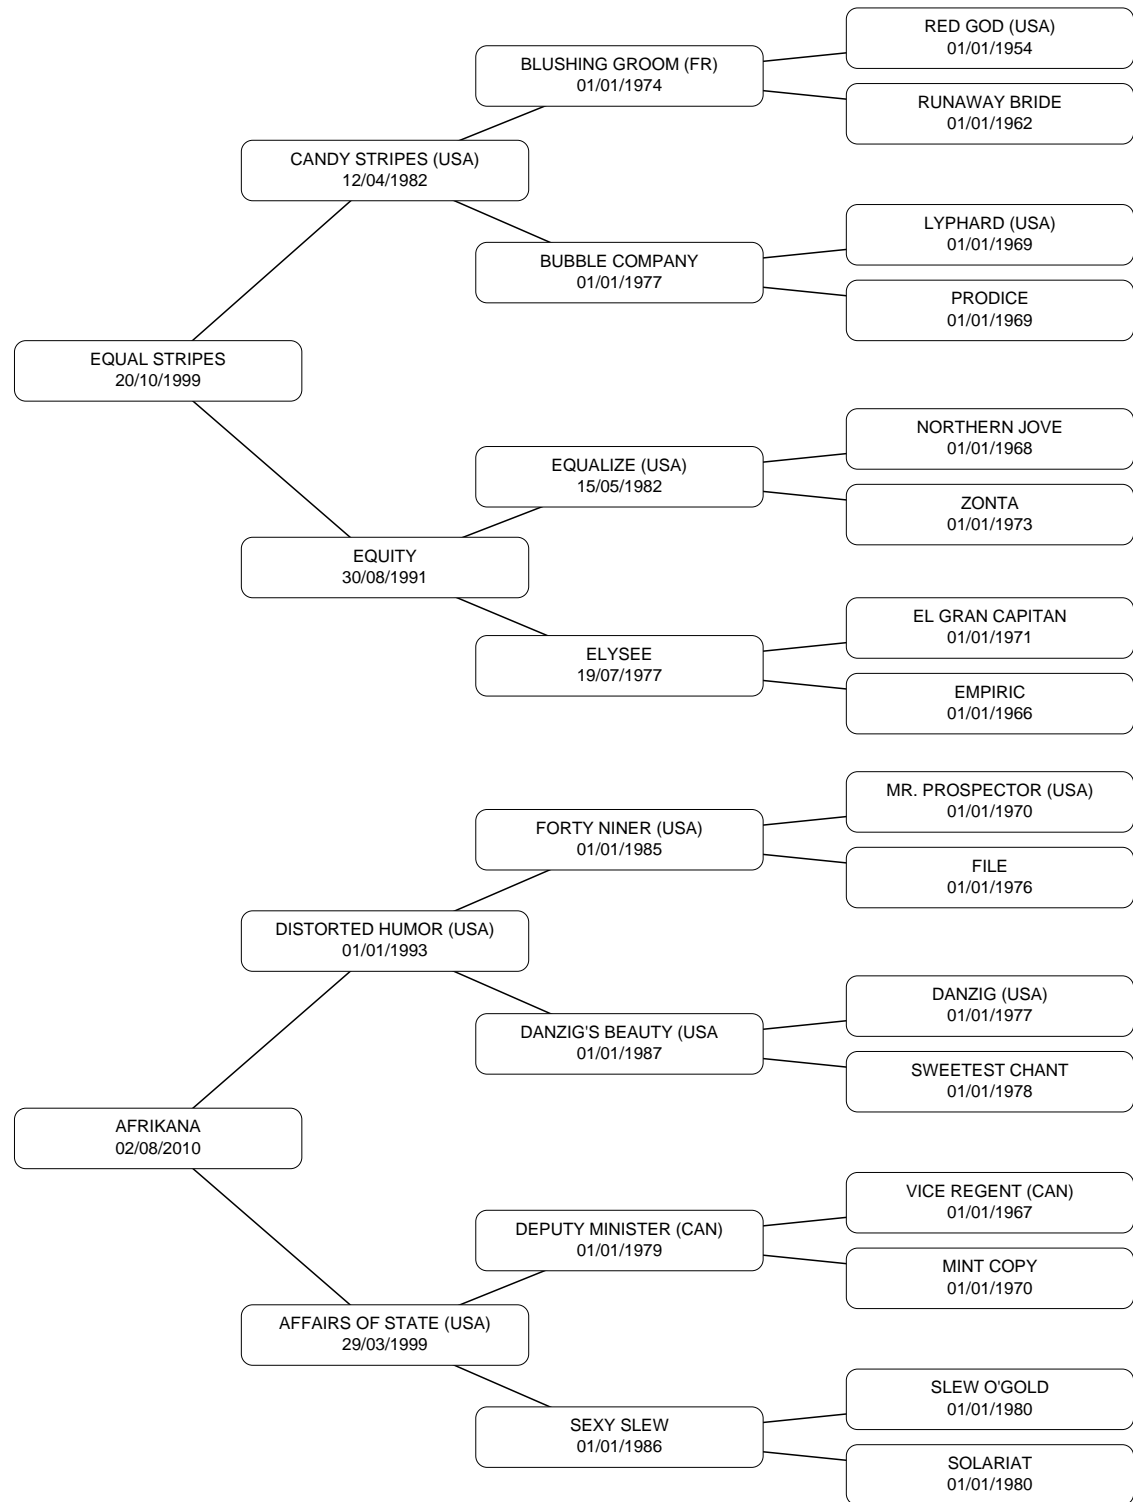 RED GOD (USA)
01/01/1954
BLUSHING GROOM (FR)
01/01/1974
RUNAWAY BRIDE
01/01/1962
CANDY STRIPES (USA)
12/04/1982
LYPHARD (USA)
01/01/1969
BUBBLE COMPANY
01/01/1977
PRODICE
01/01/1969
EQUAL STRIPES
20/10/1999
NORTHERN JOVE
01/01/1968
EQUALIZE (USA)
15/05/1982
ZONTA
01/01/1973
EQUITY
30/08/1991
EL GRAN CAPITAN
01/01/1971
ELYSEE
19/07/1977
EMPIRIC
01/01/1966
MR. PROSPECTOR (USA)
01/01/1970
FORTY NINER (USA)
01/01/1985
FILE
01/01/1976
DISTORTED HUMOR (USA)
01/01/1993
DANZIG (USA)
01/01/1977
DANZIG'S BEAUTY (USA
01/01/1987
SWEETEST CHANT
01/01/1978
AFRIKANA
02/08/2010
VICE REGENT (CAN)
01/01/1967
DEPUTY MINISTER (CAN)
01/01/1979
MINT COPY
01/01/1970
AFFAIRS OF STATE (USA)
29/03/1999
SLEW O'GOLD
01/01/1980
SEXY SLEW
01/01/1986
SOLARIAT
01/01/1980